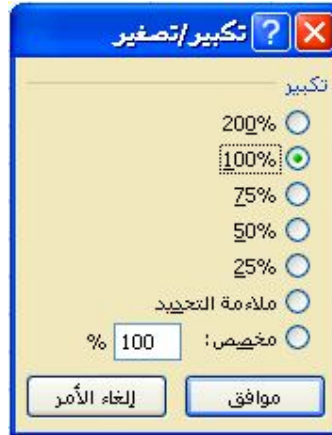 تكبير/تصغير ?
تكبير
200%
100%
75%
50%
25%
ملاءمة التحديد
مخصص: 100 %
موافق إلغاء الأمر